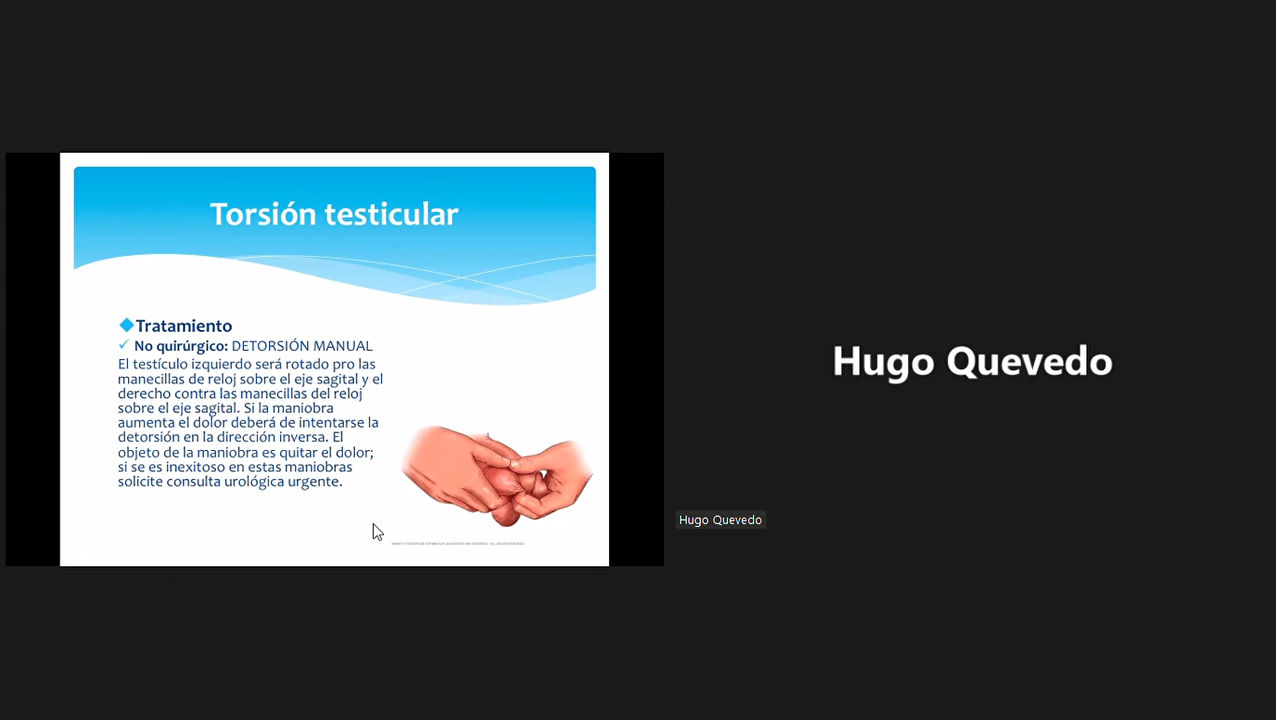 Torsión testicular
Tratamiento
No quirúrgico: DETORSIÓN MANUAL
El testículo izquierdo será rotado pro las
manecillas de reloj sobre el eje sagital y el
derecho contra las manecillas del reloj
sobre el eje sagital. Si la maniobra
aumenta el dolor deberá de intentarse la
detorsión en la dirección inversa. El
objeto de la maniobra es quitar el dolor;
si se es inexitoso en estas maniobras
solicite consulta urológica urgente.
Hugo Quevedo
Hugo Quevedo